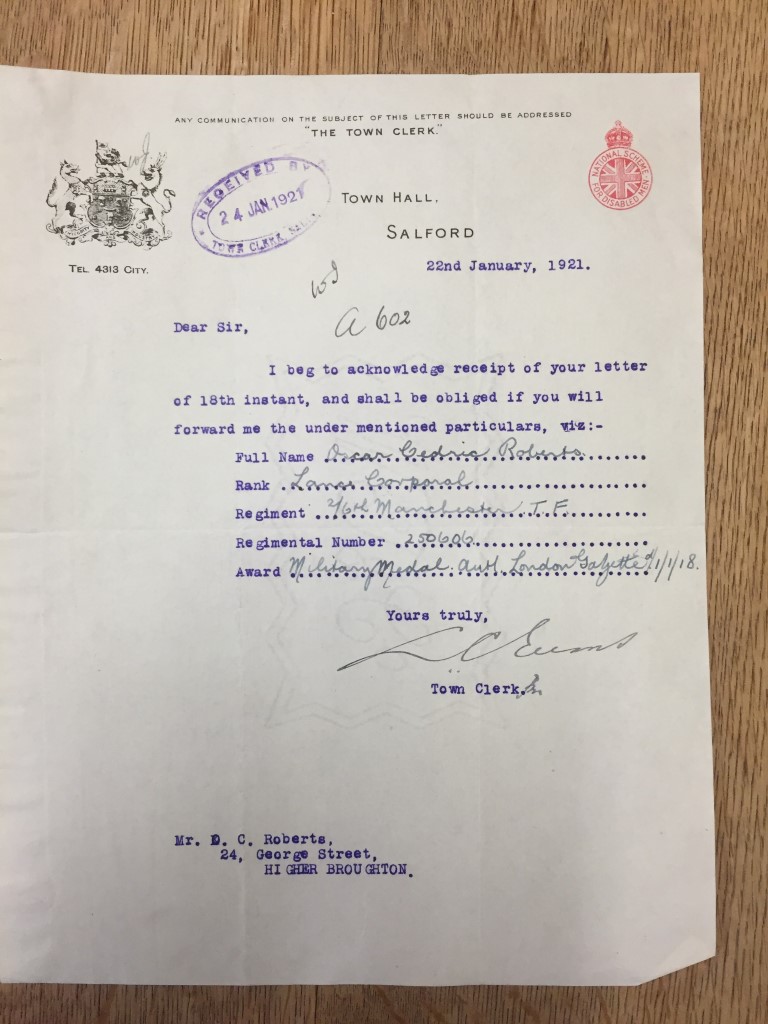 ANY COMMUNICATION ON THE SUBJECT OF THIS LETTER SHOULD BE ADDRESSED
"THE TOWN CLERK."
NATIONAL SCHEME
FOR DISABLED MEN
RECEIVED BY
24 JAN. 1921
TOWN CLERK
TOWN HALL,
SALFORD
TEL. 4313 CITY.
22nd January, 1921.
A 602
Dear Sir,
I beg to acknowledge receipt of your letter
of 18th instant, and shall be obliged if you will
forward me the under mentioned particulars, viz:-
Full Name Oscar Cedric Roberts
Rank Lance Corporal
Regiment 2/6th Manchester T.F.
Regimental Number 250606
Award Military Medal. Auth. London Gazette d/1/1/18.
Yours truly,
L C Evans
Town Clerk.
Mr. O. C. Roberts,
24, George Street,
HIGHER BROUGHTON.